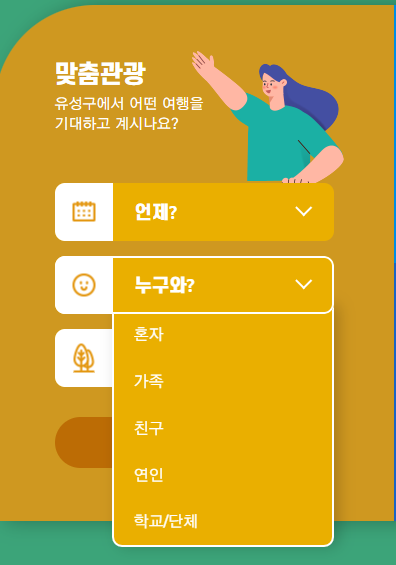 맞춤관광
유성구에서 어떤 여행을
기대하고 계시나요?
언제?
누구와?
혼자
가족
친구
연인
학교/단체